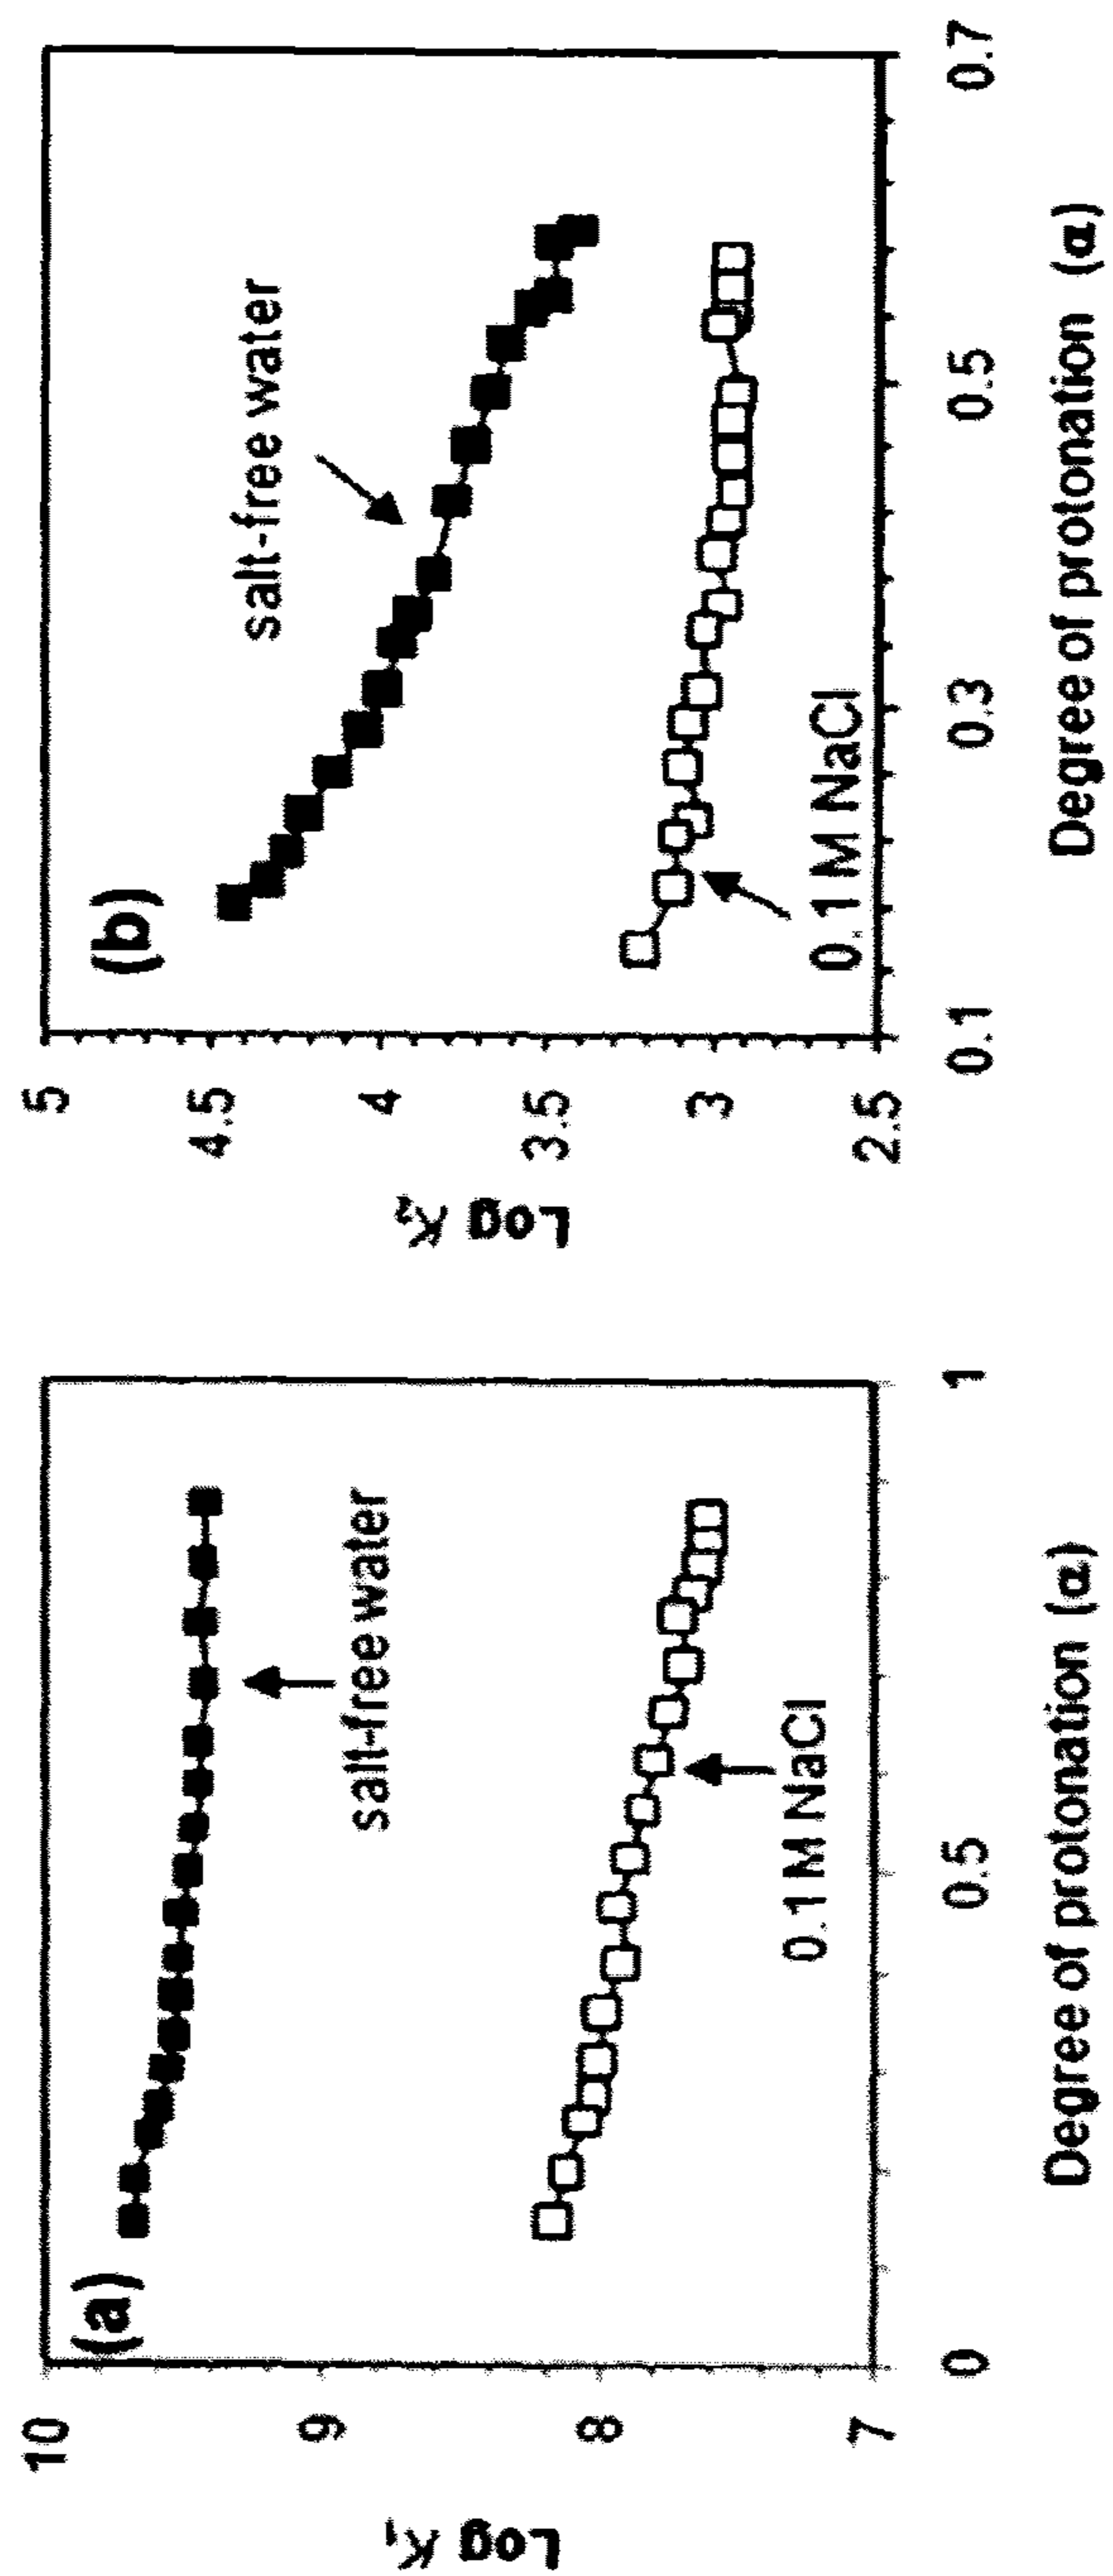 (a)
Log K₁
10
9
8
7
salt-free water
0.1M NaCl
0
0.5
1
Degree of protonation (α)
(b)
Log K₂
5
4.5
4
3.5
3
2.5
salt-free water
0.1M NaCl
0.1
0.3
0.5
0.7
Degree of protonation (α)